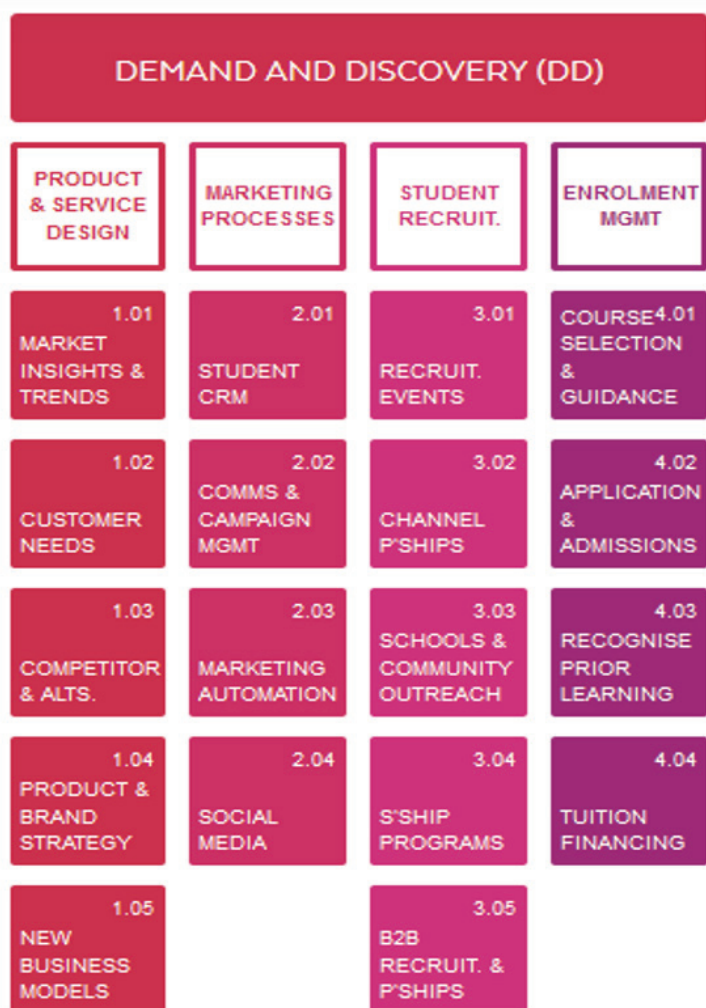 DEMAND AND DISCOVERY (DD)
PRODUCT
& SERVICE
DESIGN
MARKETING
PROCESSES
STUDENT
RECRUIT.
ENROLMENT
MGMT
1.01
MARKET
INSIGHTS &
TRENDS
2.01
STUDENT
CRM
3.01
RECRUIT.
EVENTS
4.01
COURSE
SELECTION
&
GUIDANCE
1.02
CUSTOMER
NEEDS
2.02
COMMS &
CAMPAIGN
MGMT
3.02
CHANNEL
P'SHIPS
4.02
APPLICATION
&
ADMISSIONS
1.03
COMPETITOR
& ALTS.
2.03
MARKETING
AUTOMATION
3.03
SCHOOLS &
COMMUNITY
OUTREACH
4.03
RECOGNISE
PRIOR
LEARNING
1.04
PRODUCT &
BRAND
STRATEGY
2.04
SOCIAL
MEDIA
3.04
S'SHIP
PROGRAMS
4.04
TUITION
FINANCING
1.05
NEW
BUSINESS
MODELS
3.05
B2B
RECRUIT. &
P'SHIPS